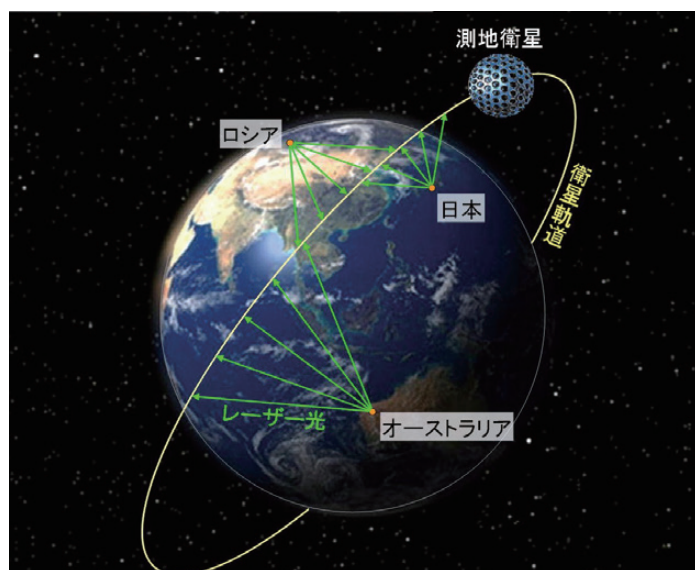 測地衛星
ロシア
衛星軌道
日本
レーザー光
オーストラリア